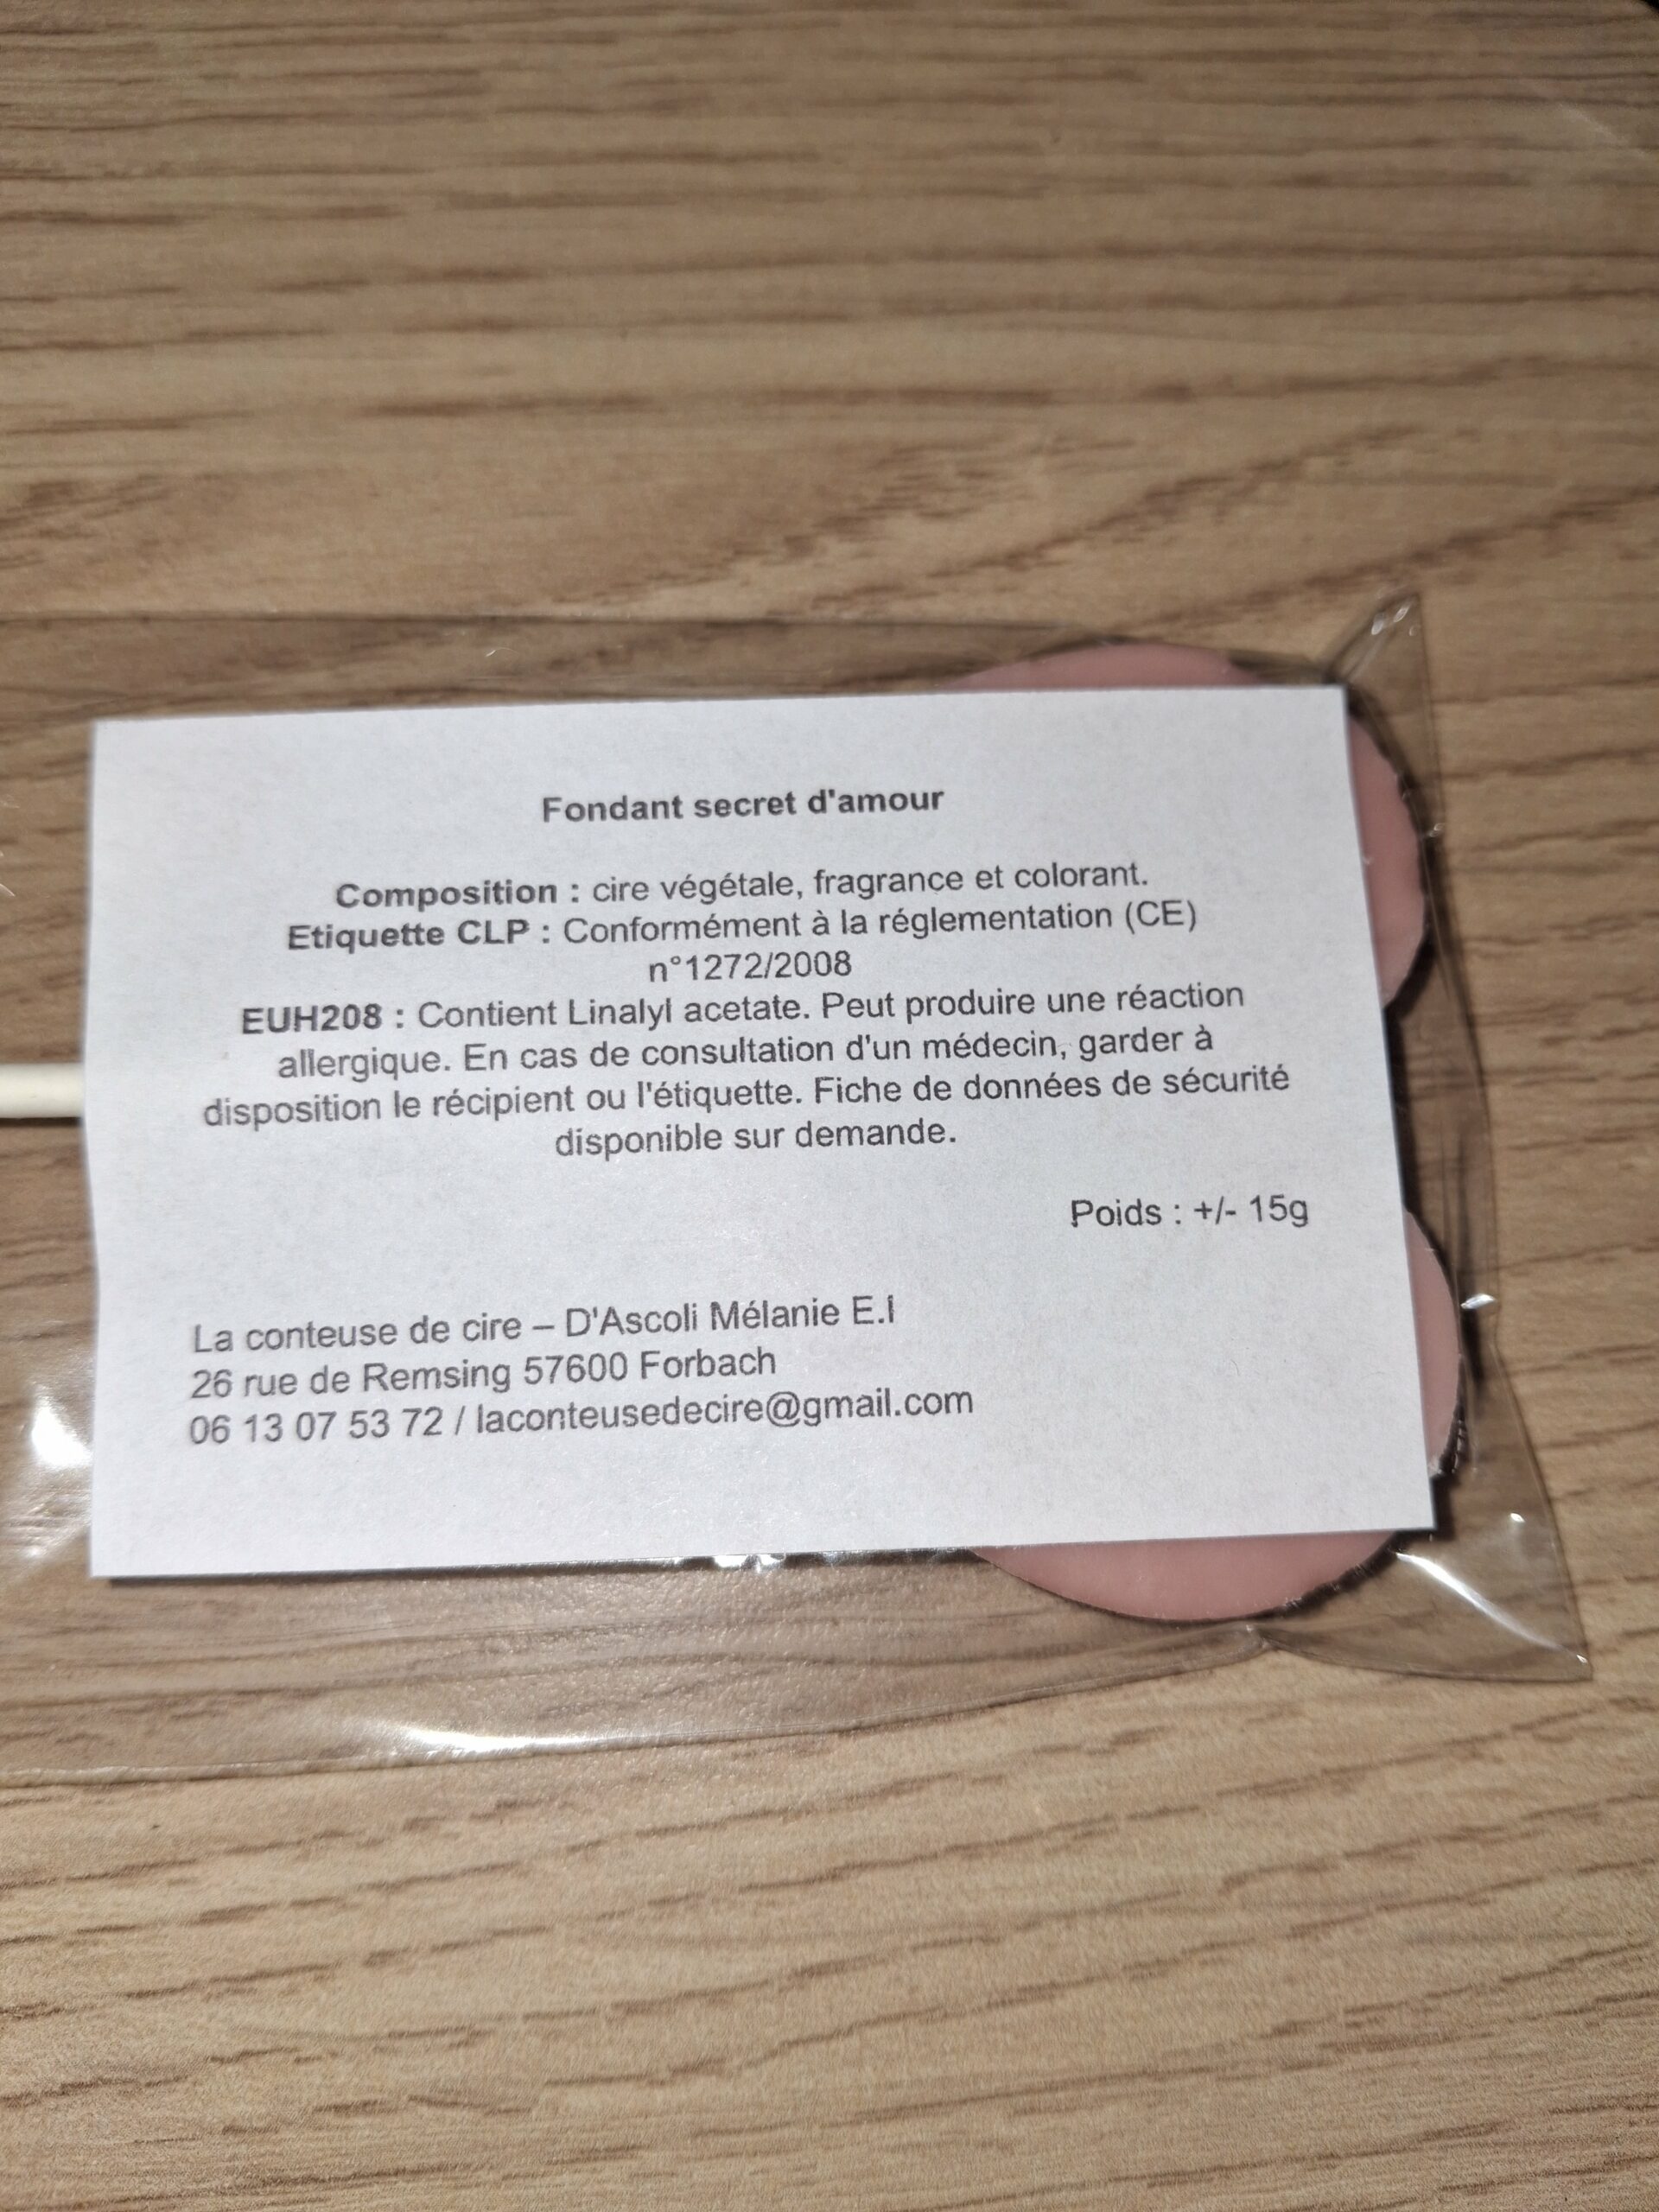 Fondant secret d'amour
Composition : cire végétale, fragrance et colorant.
Etiquette CLP : Conformément à la réglementation (CE)
n°1272/2008
EUH208 : Contient Linalyl acetate. Peut produire une réaction
allergique. En cas de consultation d'un médecin, garder à
disposition le récipient ou l'étiquette. Fiche de données de sécurité
disponible sur demande.
Poids : +/- 15g
La conteuse de cire – D'Ascoli Mélanie E.I
26 rue de Remsing 57600 Forbach
06 13 07 53 72 / laconteusedecire@gmail.com